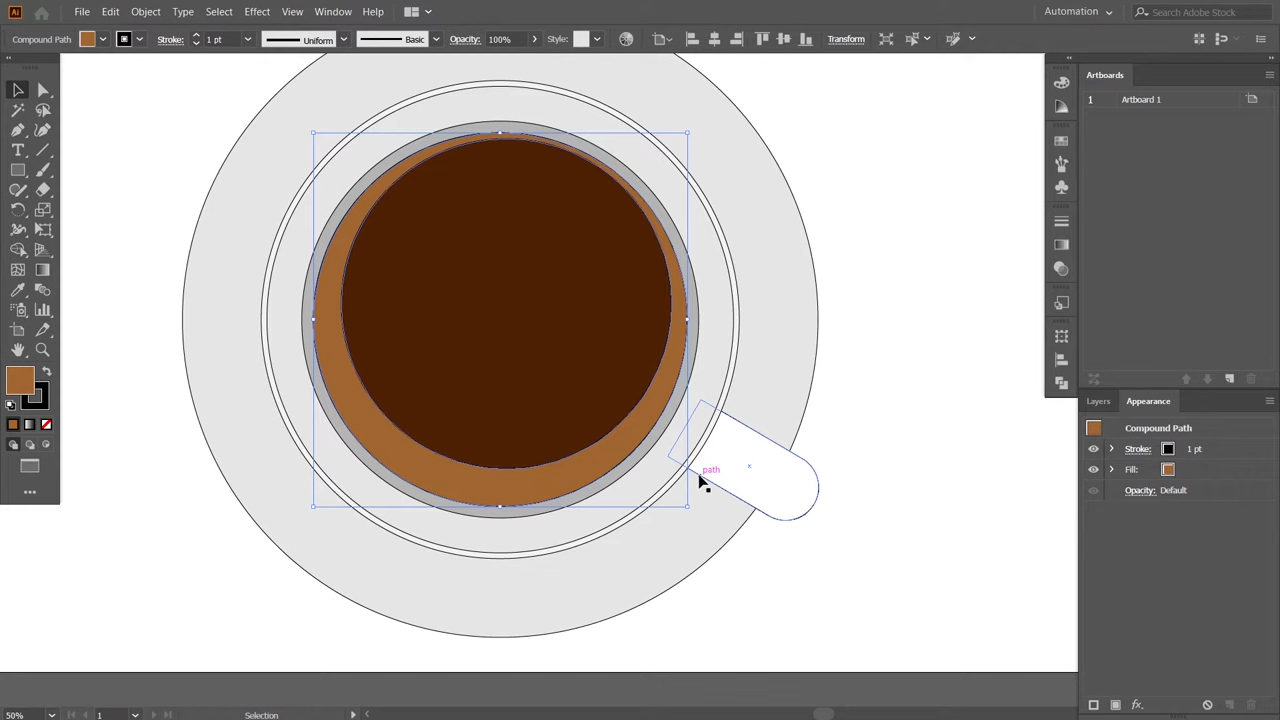 Ai File Edit Object Type Select Effect View Window Help Automation Search Adobe Stock
Compound Path Stroke: 1 pt Uniform Basic Opacity: 100% Style: Transform
Artboards
1 Artboard 1
Layers Appearance
Compound Path
Stroke: 1 pt
Fill:
Opacity: Default
path
T
fx.
50% 1 Selection